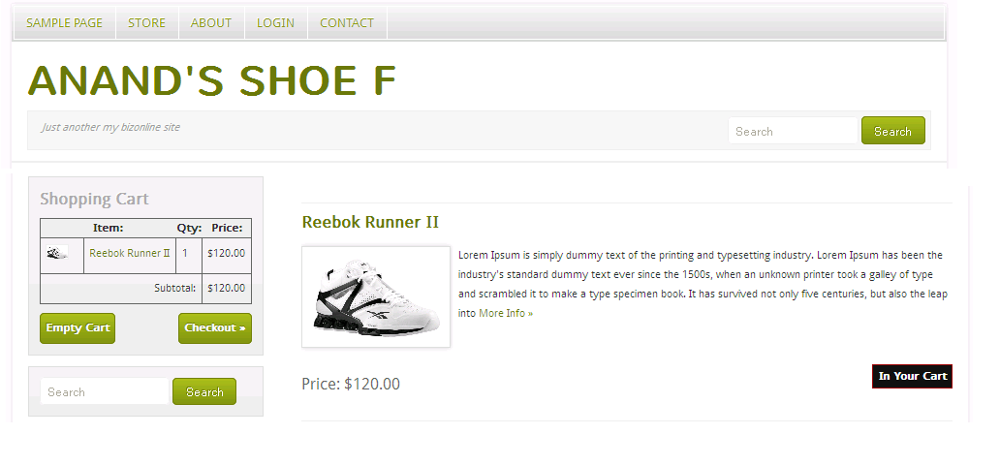 SAMPLE PAGE STORE ABOUT LOGIN CONTACT
ANAND'S SHOE F
Just another my bizonline site
Search Search
Shopping Cart
Item: Qty: Price:
Reebok Runner II 1 $120.00
Subtotal: $120.00
Empty Cart Checkout »
Search Search
Reebok Runner II
Lorem Ipsum is simply dummy text of the printing and typesetting industry. Lorem Ipsum has been the
industry's standard dummy text ever since the 1500s, when an unknown printer took a galley of type
and scrambled it to make a type specimen book. It has survived not only five centuries, but also the leap
into More Info »
Price: $120.00
In Your Cart